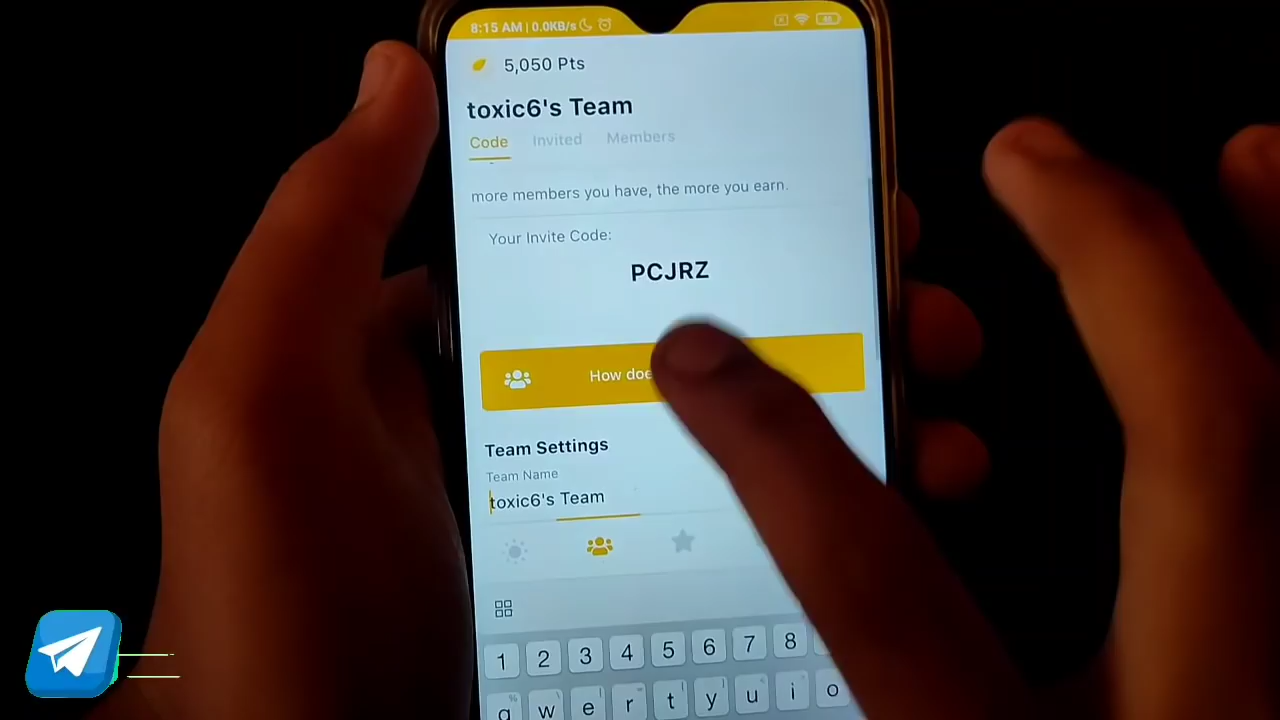 8:15 AM | 0.0KB/s
5,050 Pts
toxic6's Team
Code Invited Members
more members you have, the more you earn.
Your Invite Code:
PCJRZ
How doe
Team Settings
Team Name
toxic6's Team
1 2 3 4 5 6 7 8
q w e r t y u i o